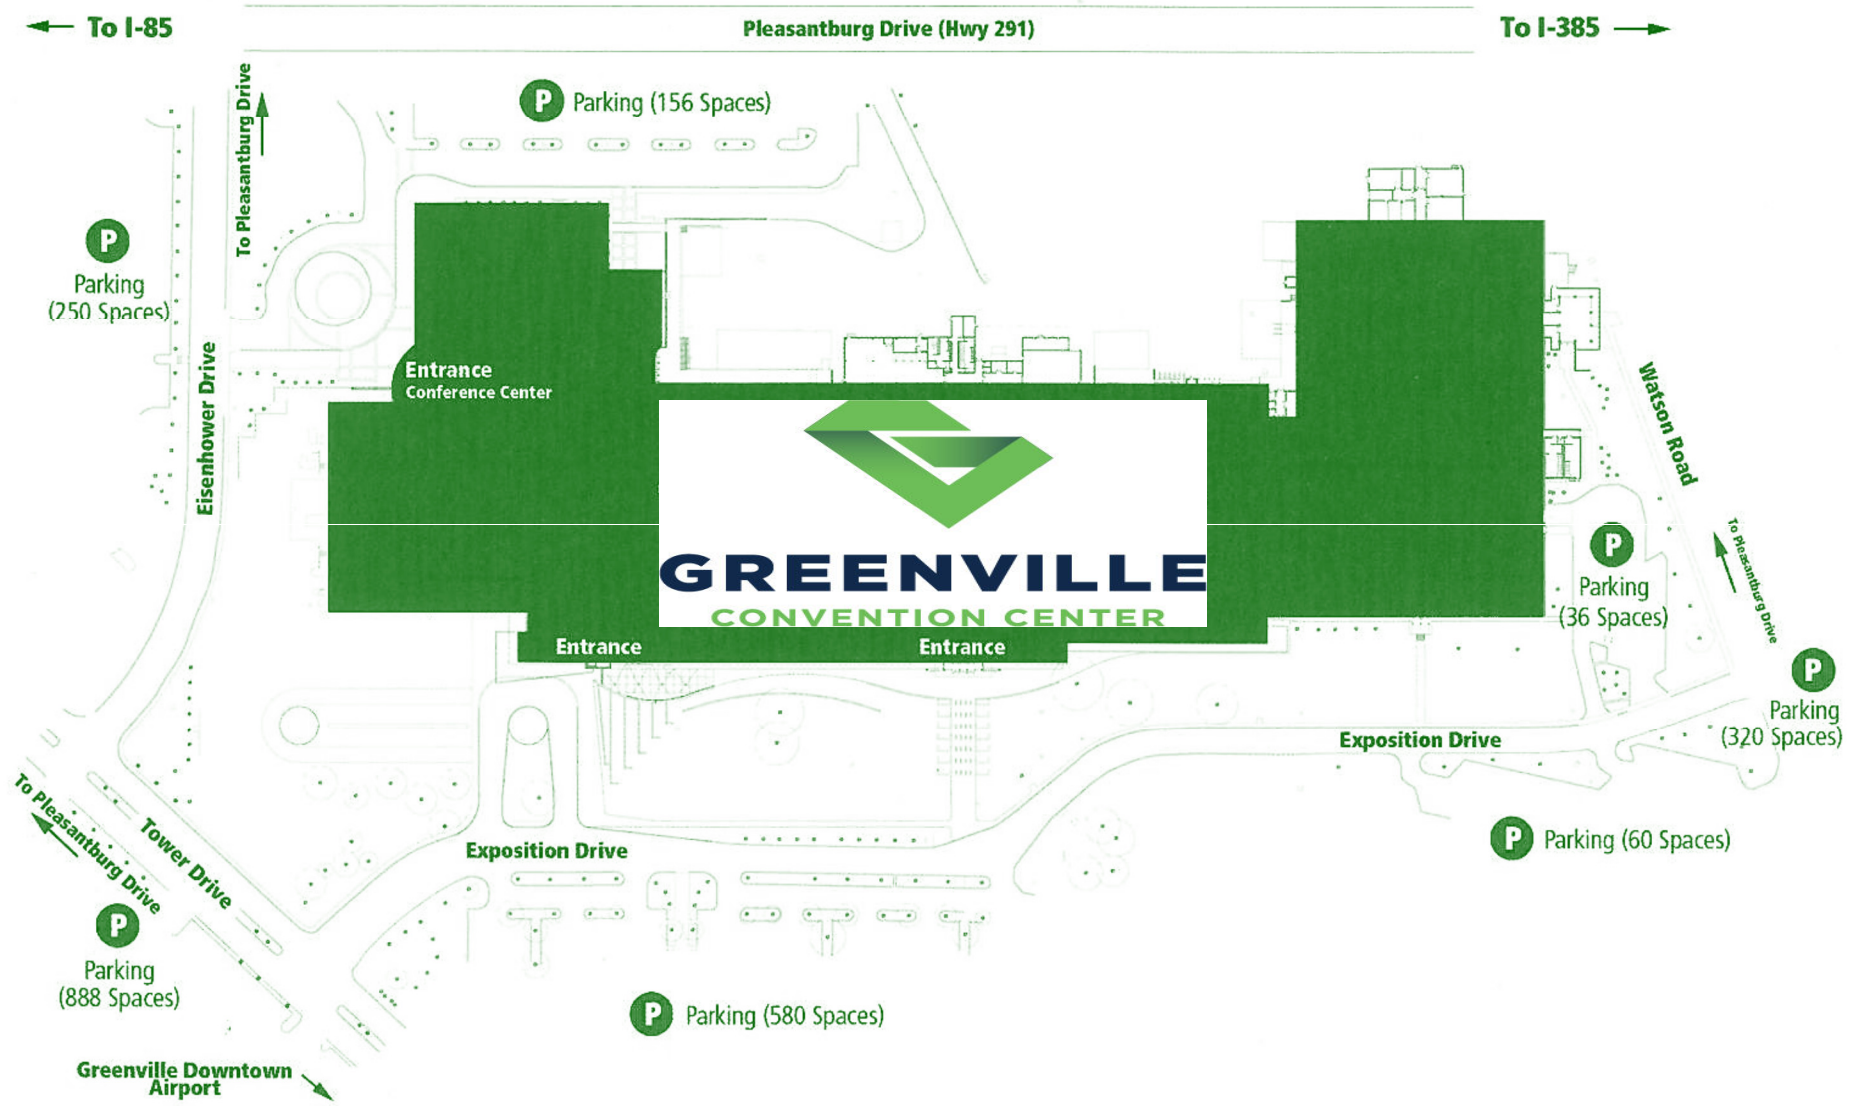 To I-85
Pleasantburg Drive (Hwy 291)
To I-385
To Pleasantburg Drive
P
Parking (156 Spaces)
P
Parking
(250 Spaces)
Eisenhower Drive
Entrance
Conference Center
GREENVILLE
CONVENTION CENTER
Entrance
Entrance
Watson Road
To Pleasantburg Drive
P
Parking
(36 Spaces)
P
Parking
(320 Spaces)
Exposition Drive
P
Parking (60 Spaces)
To Pleasantburg Drive
Tower Drive
Exposition Drive
P
Parking
(888 Spaces)
P
Parking (580 Spaces)
Greenville Downtown
Airport